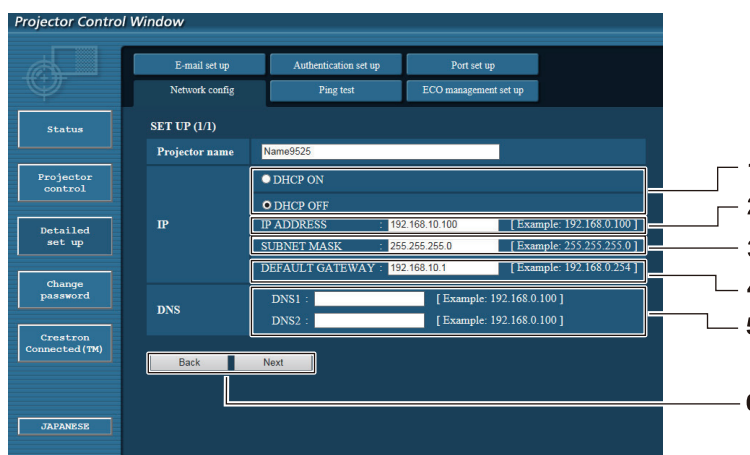 Projector Control Window
E-mail set up
Authentication set up
Port set up
Network config
Ping test
ECO management set up
Status
Projector control
Detailed set up
Change password
Crestron Connected(TM)
JAPANESE
SET UP (1/1)
Projector name Name9525
IP
DHCP ON
DHCP OFF
IP ADDRESS : 192.168.10.100 [ Example: 192.168.0.100 ]
SUBNET MASK : 255.255.255.0 [ Example: 255.255.255.0 ]
DEFAULT GATEWAY : 192.168.10.1 [ Example: 192.168.0.254 ]
DNS
DNS1 : [ Example: 192.168.0.100 ]
DNS2 : [ Example: 192.168.0.100 ]
Back Next